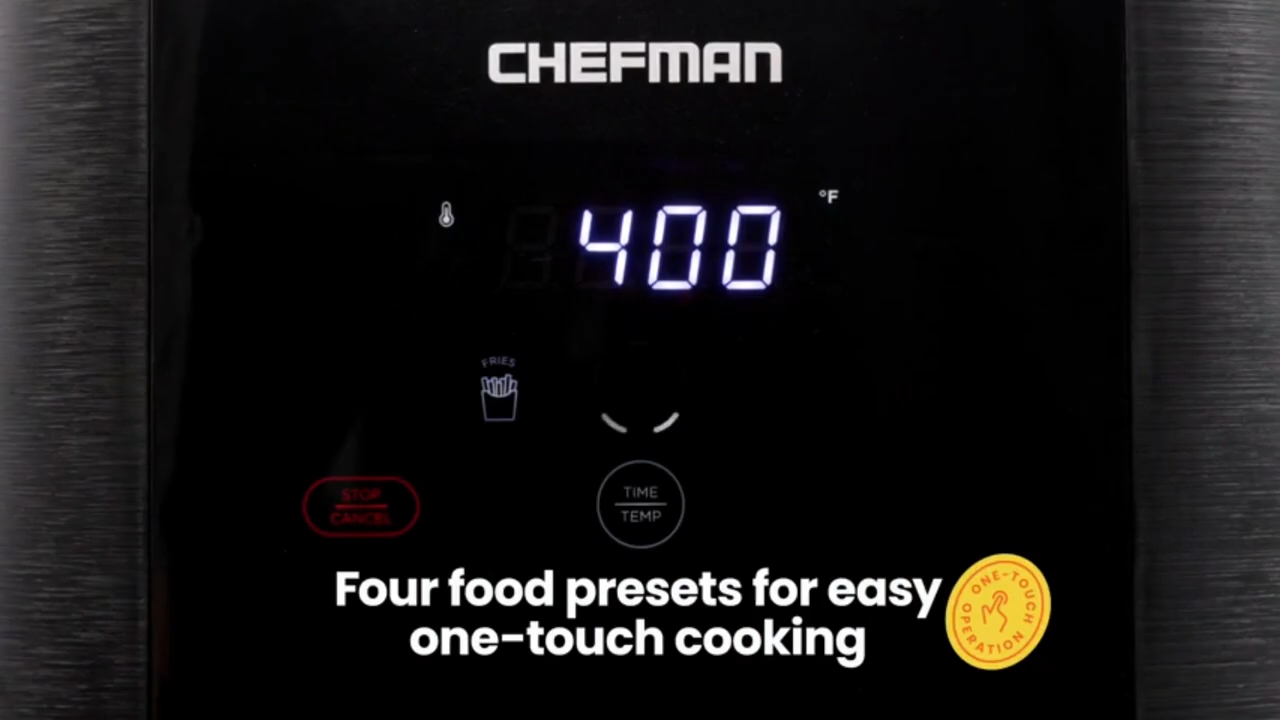 CHEFMAN
400
°F
FRIES
STOP
CANCEL
TIME
TEMP
Four food presets for easy
one-touch cooking
ONE-TOUCH
OPERATION